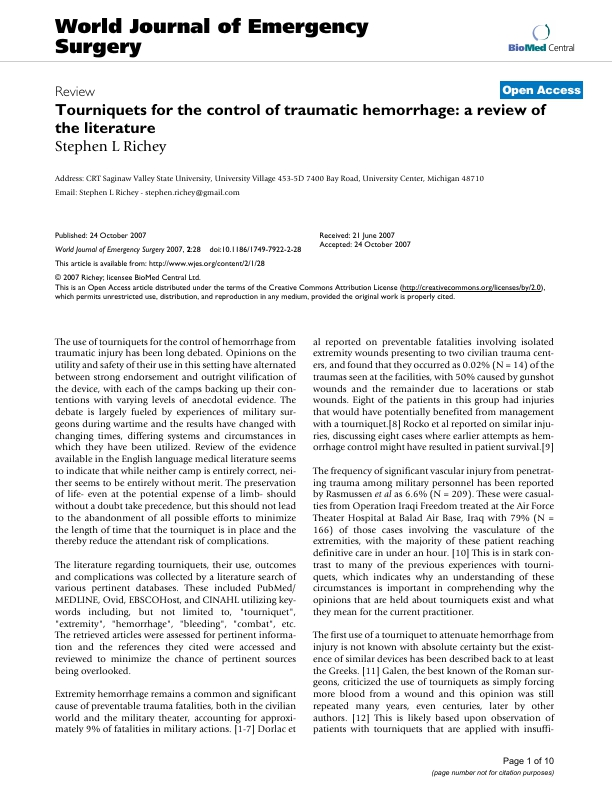 World Journal of Emergency
Surgery
BioMed Central
Review
Open Access
Tourniquets for the control of traumatic hemorrhage: a review of
the literature
Stephen L Richey
Address: CRT Saginaw Valley State University, University Village 453-5D 7400 Bay Road, University Center, Michigan 48710
Email: Stephen L Richey - stephen.richey@gmail.com
Published: 24 October 2007
World Journal of Emergency Surgery 2007, 2:28 doi:10.1186/1749-7922-2-28
This article is available from: http://www.wjes.org/content/2/1/28
Received: 21 June 2007
Accepted: 24 October 2007
© 2007 Richey; licensee BioMed Central Ltd.
This is an Open Access article distributed under the terms of the Creative Commons Attribution License (http://creativecommons.org/licenses/by/2.0),
which permits unrestricted use, distribution, and reproduction in any medium, provided the original work is properly cited.
The use of tourniquets for the control of hemorrhage from
traumatic injury has been long debated. Opinions on the
utility and safety of their use in this setting have alternated
between strong endorsement and outright vilification of
the device, with each of the camps backing up their con-
tentions with varying levels of anecdotal evidence. The
debate is largely fueled by experiences of military sur-
geons during wartime and the results have changed with
changing times, differing systems and circumstances in
which they have been utilized. Review of the evidence
available in the English language medical literature seems
to indicate that while neither camp is entirely correct, nei-
ther seems to be entirely without merit. The preservation
of life- even at the potential expense of a limb- should
without a doubt take precedence, but this should not lead
to the abandonment of all possible efforts to minimize
the length of time that the tourniquet is in place and the
thereby reduce the attendant risk of complications.
The literature regarding tourniquets, their use, outcomes
and complications was collected by a literature search of
various pertinent databases. These included PubMed/
MEDLINE, Ovid, EBSCOHost, and CINAHL utilizing key-
words including, but not limited to, "tourniquet",
"extremity", "hemorrhage", "bleeding", "combat", etc.
The retrieved articles were assessed for pertinent informa-
tion and the references they cited were accessed and
reviewed to minimize the chance of pertinent sources
being overlooked.
Extremity hemorrhage remains a common and significant
cause of preventable trauma fatalities, both in the civilian
world and the military theater, accounting for approxi-
mately 9% of fatalities in military actions. [1-7] Dorlac et
al reported on preventable fatalities involving isolated
extremity wounds presenting to two civilian trauma cent-
ers, and found that they occurred as 0.02% (N = 14) of the
traumas seen at the facilities, with 50% caused by gunshot
wounds and the remainder due to lacerations or stab
wounds. Eight of the patients in this group had injuries
that would have potentially benefited from management
with a tourniquet.[8] Rocko et al reported on similar inju-
ries, discussing eight cases where earlier attempts as hem-
orrhage control might have resulted in patient survival.[9]
The frequency of significant vascular injury from penetrat-
ing trauma among military personnel has been reported
by Rasmussen et al as 6.6% (N = 209). These were casual-
ties from Operation Iraqi Freedom treated at the Air Force
Theater Hospital at Balad Air Base, Iraq with 79% (N =
166) of those cases involving the vasculature of the
extremities, with the majority of these patient reaching
definitive care in under an hour. [10] This is in stark con-
trast to many of the previous experiences with tourni-
quets, which indicates why an understanding of these
circumstances is important in comprehending why the
opinions that are held about tourniquets exist and what
they mean for the current practitioner.
The first use of a tourniquet to attenuate hemorrhage from
injury is not known with absolute certainty but the exist-
ence of similar devices has been described back to at least
the Greeks. [11] Galen, the best known of the Roman sur-
geons, criticized the use of tourniquets as simply forcing
more blood from a wound and this opinion was still
repeated many years, even centuries, later by other
authors. [12] This is likely based upon observation of
patients with tourniquets that are applied with insuffi-
Page 1 of 10
(page number not for citation purposes)